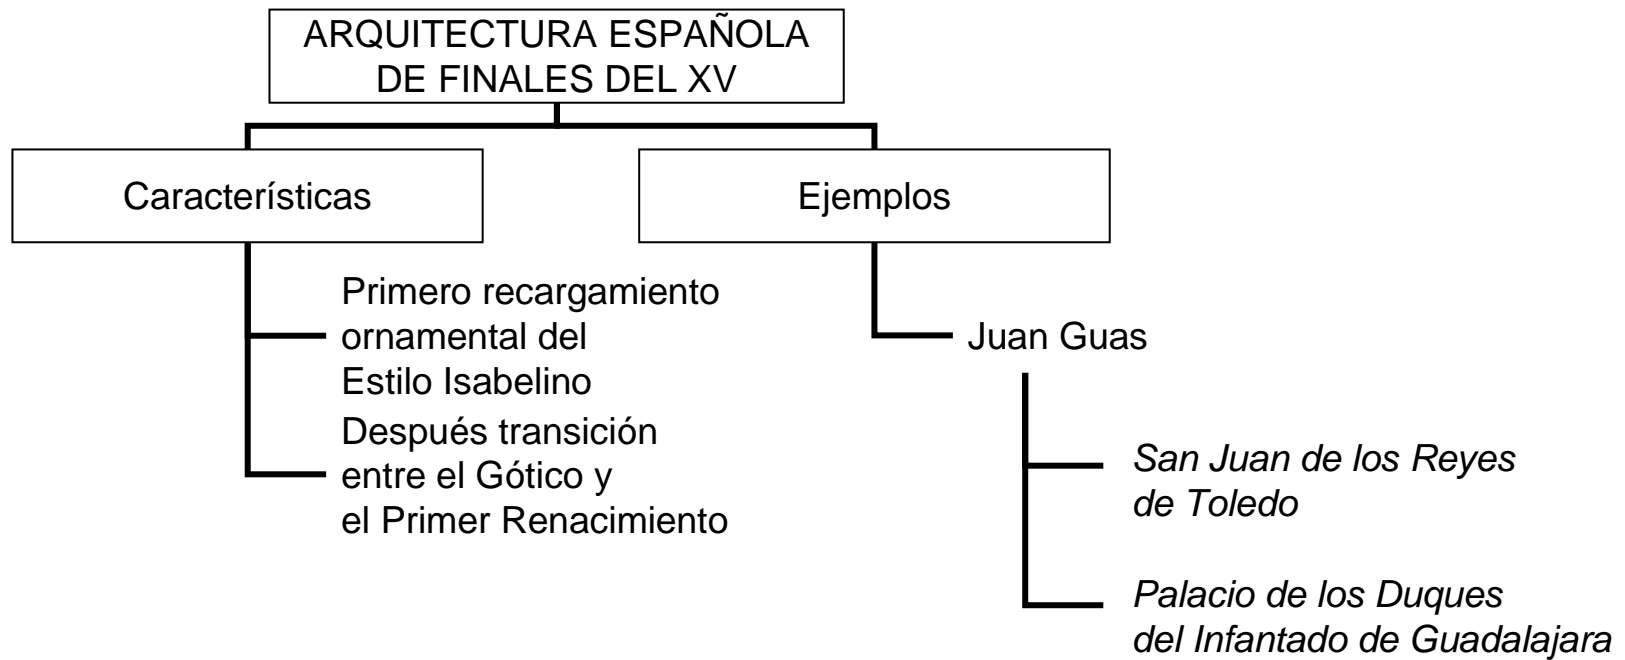 ARQUITECTURA ESPAÑOLA
DE FINALES DEL XV
Características
Primero recargamiento
ornamental del
Estilo Isabelino
Después transición
entre el Gótico y
el Primer Renacimiento
Ejemplos
Juan Guas
San Juan de los Reyes
de Toledo
Palacio de los Duques
del Infantado de Guadalajara